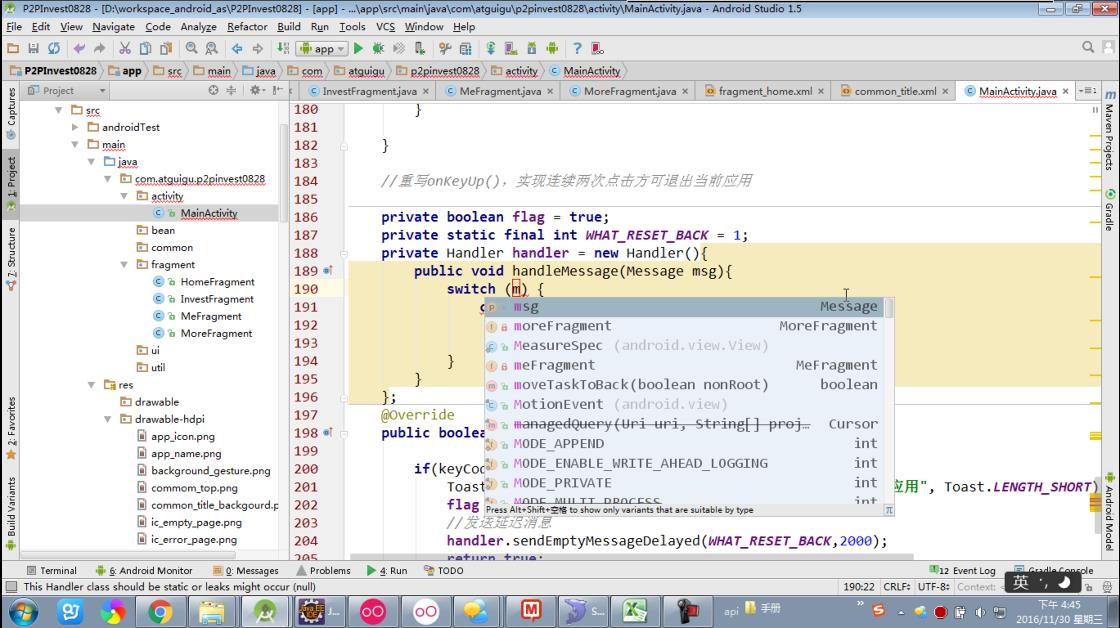 P2PInvest0828 - [D:\workspace_android_as\P2PInvest0828] - [app] - ...\app\src\main\java\com\atguigu\p2pinvest0828\activity\MainActivity.java - Android Studio 1.5
File Edit View Navigate Code Analyze Refactor Build Run Tools VCS Window Help
app
P2PInvest0828 app src main java com atguigu p2pinvest0828 activity MainActivity
Project
InvestFragment.java MeFragment.java MoreFragment.java fragment_home.xml common_title.xml MainActivity.java
Captures
1: Project
7: Structure
2: Favorites
Build Variants
src
androidTest
main
java
com.atguigu.p2pinvest0828
activity
MainActivity
bean
common
fragment
HomeFragment
InvestFragment
MeFragment
MoreFragment
ui
util
res
drawable
drawable-hdpi
app_icon.png
app_name.png
background_gesture.png
commom_top.png
common_title_backgourd.p
ic_empty_page.png
ic_error_page.png
180 }
181
182 }
183
184 //重写onKeyUp(), 实现连续两次点击方可退出当前应用
185
186 private boolean flag = true;
187 private static final int WHAT_RESET_BACK = 1;
188 private Handler handler = new Handler(){
189 public void handleMessage(Message msg){
190 switch (m) {
191
192
193
194 }
195 }
196 };
197 @Override
198 public boolea
199
200 if(keyCod
201 Toast 应用", Toast.LENGTH_SHORT)
202 flag
203 //发送延迟消息
204 handler.sendEmptyMessageDelayed(WHAT_RESET_BACK,2000);
205 return true;
msg Message
moreFragment MoreFragment
MeasureSpec (android.view.View)
meFragment MeFragment
moveTaskToBack(boolean nonRoot) boolean
MotionEvent (android.view)
managedQuery(Uri uri, String[] proj… Cursor
MODE_APPEND int
MODE_ENABLE_WRITE_AHEAD_LOGGING int
MODE_PRIVATE int
MODE_MULTI_PROCESS int
Press Alt+Shift+空格 to show only variants that are suitable by type
π
Maven Projects
Gradle
Android Model
Terminal 6: Android Monitor 0: Messages Problems 4: Run TODO 12 Event Log Gradle Console
This Handler class should be static or leaks might occur (null) 190:22 CRLF: UTF-8: Context:
英
api 手册
下午 4:45
2016/11/30 星期三